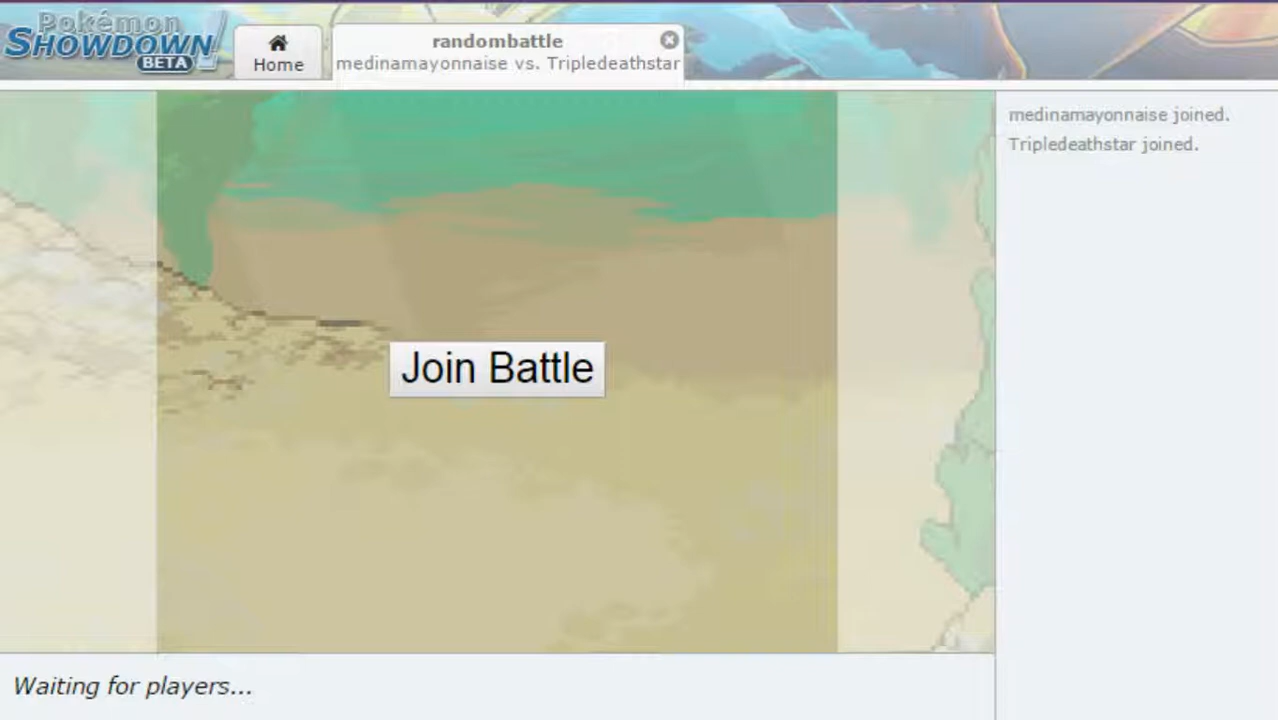 Pokémon
SHOWDOWN
BETA
Home
randombattle
medinamayonnaise vs. Tripledeathstar
medinamayonnaise joined.
Tripledeathstar joined.
Join Battle
Waiting for players...